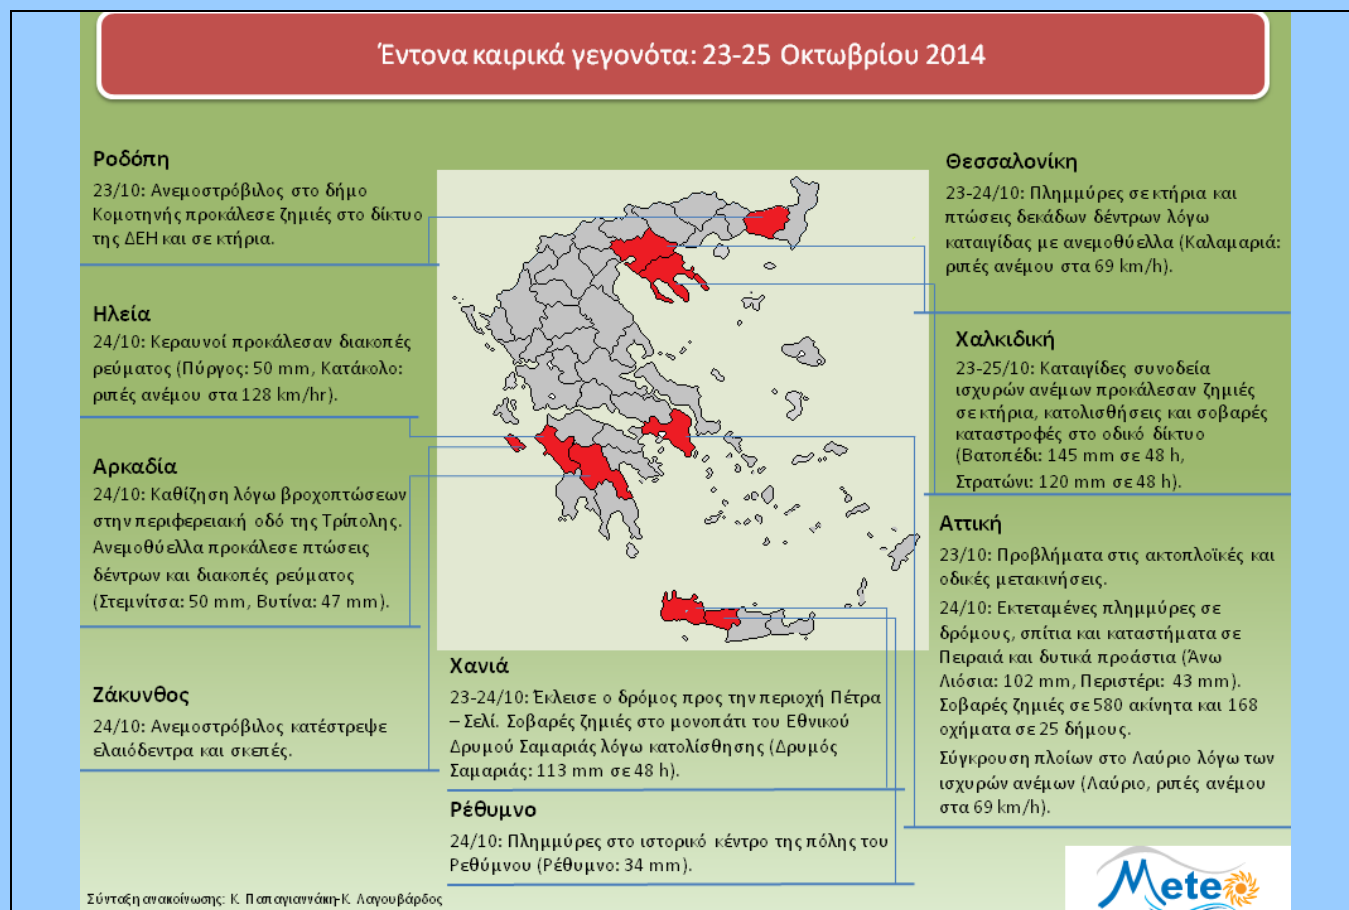 Έντονα καιρικά γεγονότα: 23-25 Οκτωβρίου 2014
Ροδόπη
23/10: Ανεμοστρόβιλος στο δήμο
Κομοτηνής προκάλεσε ζημιές στο δίκτυο
της ΔΕΗ και σε κτήρια.
Ηλεία
24/10: Κεραυνοί προκάλεσαν διακοπές
ρεύματος (Πύργος: 50 mm, Κατάκολο:
ριπές ανέμου στα 128 km/hr).
Αρκαδία
24/10: Καθίζηση λόγω βροχοπτώσεων
στην περιφερειακή οδό της Τρίπολης.
Ανεμοθύελλα προκάλεσε πτώσεις
δέντρων και διακοπές ρεύματος
(Στεμνίτσα: 50 mm, Βυτίνα: 47 mm).
Ζάκυνθος
24/10: Ανεμοστρόβιλος κατέστρεψε
ελαιόδεντρα και σκεπές.
Χανιά
23-24/10: Έκλεισε ο δρόμος προς την περιοχή Πέτρα
– Σελί. Σοβαρές ζημιές στο μονοπάτι του Εθνικού
Δρυμού Σαμαριάς λόγω κατολίσθησης (Δρυμός
Σαμαριάς: 113 mm σε 48 h).
Ρέθυμνο
24/10: Πλημμύρες στο ιστορικό κέντρο της πόλης του
Ρεθύμνου (Ρέθυμνο: 34 mm).
Θεσσαλονίκη
23-24/10: Πλημμύρες σε κτήρια και
πτώσεις δεκάδων δέντρων λόγω
καταιγίδας με ανεμοθύελλα (Καλαμαριά:
ριπές ανέμου στα 69 km/h).
Χαλκιδική
23-25/10: Καταιγίδες συνοδεία
ισχυρών ανέμων προκάλεσαν ζημιές
σε κτήρια, κατολισθήσεις και σοβαρές
καταστροφές στο οδικό δίκτυο
(Βατοπέδι: 145 mm σε 48 h,
Στρατώνι: 120 mm σε 48 h).
Αττική
23/10: Προβλήματα στις ακτοπλοϊκές και
οδικές μετακινήσεις.
24/10: Εκτεταμένες πλημμύρες σε
δρόμους, σπίτια και καταστήματα σε
Πειραιά και δυτικά προάστια (Άνω
Λιόσια: 102 mm, Περιστέρι: 43 mm).
Σοβαρές ζημιές σε 580 ακίνητα και 168
οχήματα σε 25 δήμους.
Σύγκρουση πλοίων στο Λαύριο λόγω των
ισχυρών ανέμων (Λαύριο, ριπές ανέμου
στα 69 km/h).
Σύνταξη ανακοίνωσης: Κ. Παπαγιαννάκη-Κ. Λαγουβάρδος
Meteo